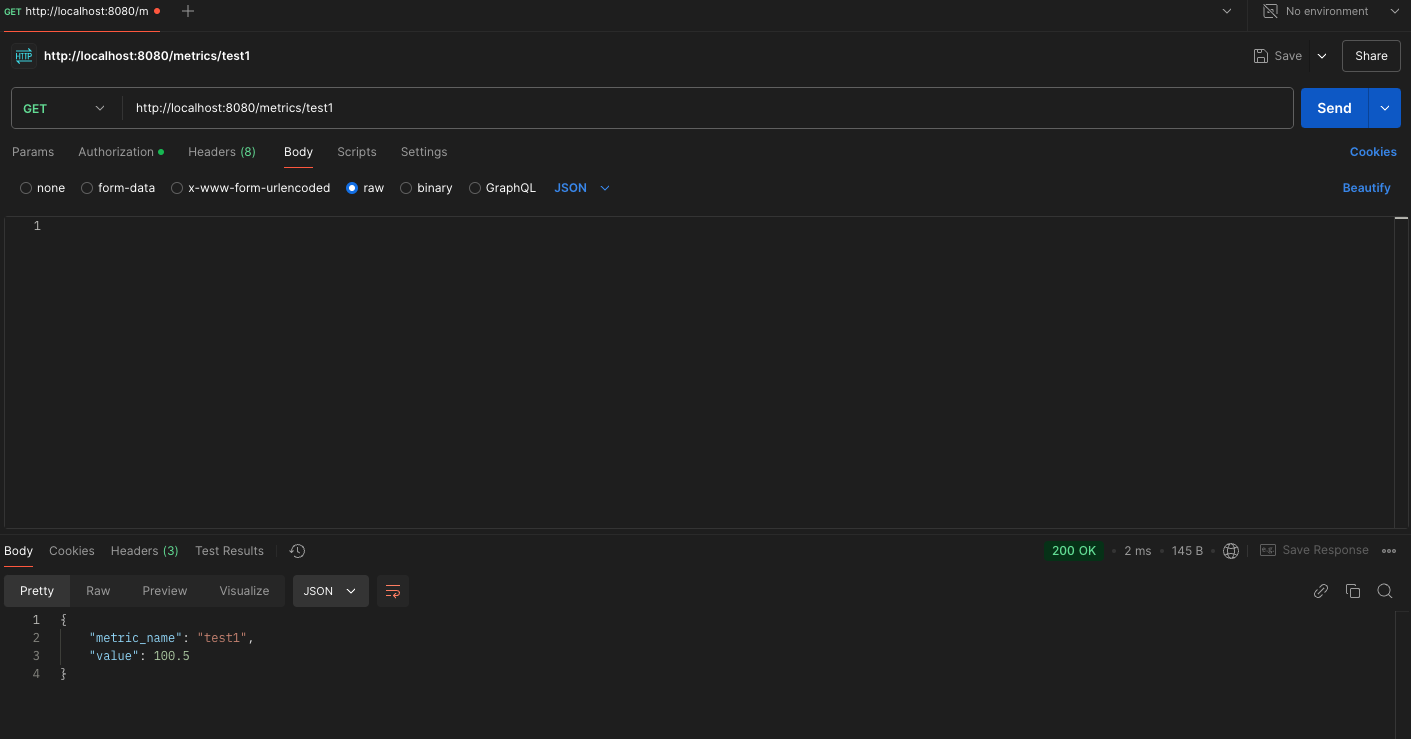 GET http://localhost:8080/m
No environment
HTTP http://localhost:8080/metrics/test1
Save
Share
GET http://localhost:8080/metrics/test1
Send
Params Authorization Headers (8) Body Scripts Settings
Cookies
none form-data x-www-form-urlencoded raw binary GraphQL JSON
Beautify
1
Body Cookies Headers (3) Test Results
200 OK • 2 ms • 145 B •
e.g. Save Response
Pretty Raw Preview Visualize JSON
1 {
2 "metric_name": "test1",
3 "value": 100.5
4 }